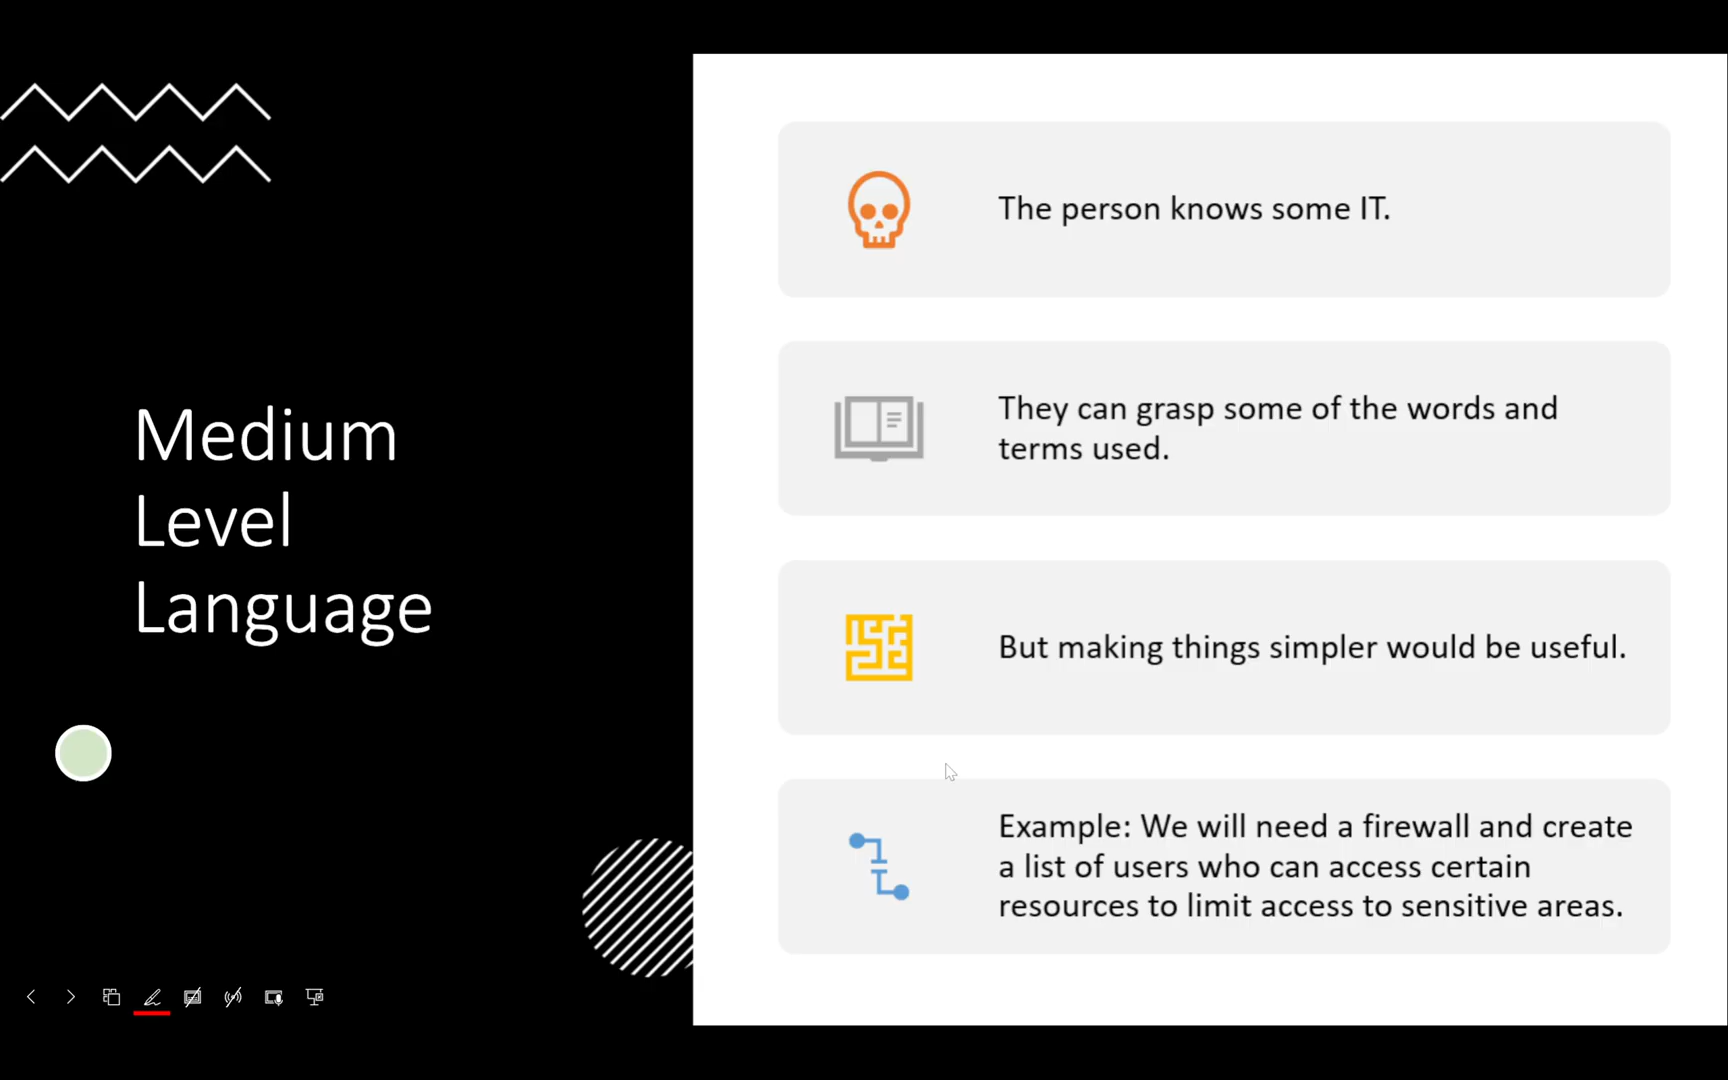 Medium
Level
Language
The person knows some IT.
They can grasp some of the words and
terms used.
But making things simpler would be useful.
Example: We will need a firewall and create
a list of users who can access certain
resources to limit access to sensitive areas.